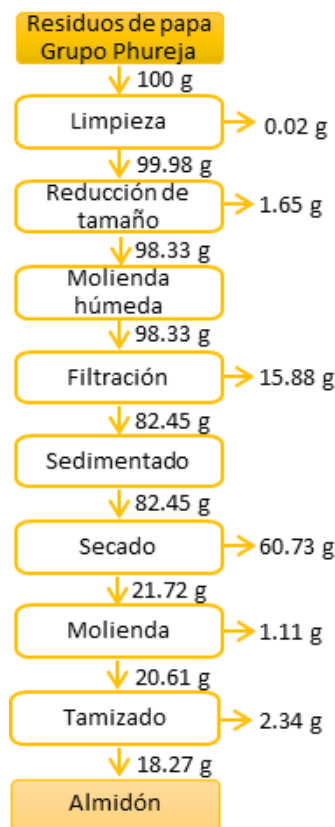 Residuos de papa
Grupo Phureja
100 g
Limpieza
0.02 g
99.98 g
Reducción de
tamaño
1.65 g
98.33 g
Molienda
húmeda
98.33 g
Filtración
15.88 g
82.45 g
Sedimentado
82.45 g
Secado
60.73 g
21.72 g
Molienda
1.11 g
20.61 g
Tamizado
2.34 g
18.27 g
Almidón